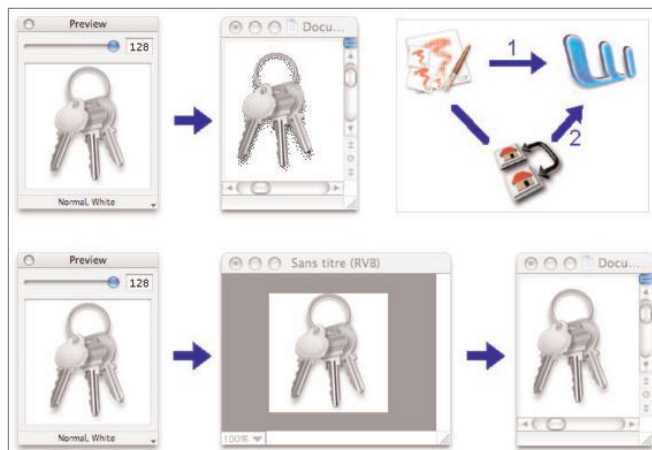 Preview
128
Normal, White
Docu...
1
2
Preview
128
Normal, White
Sans titre (RVB)
100%
Docu...